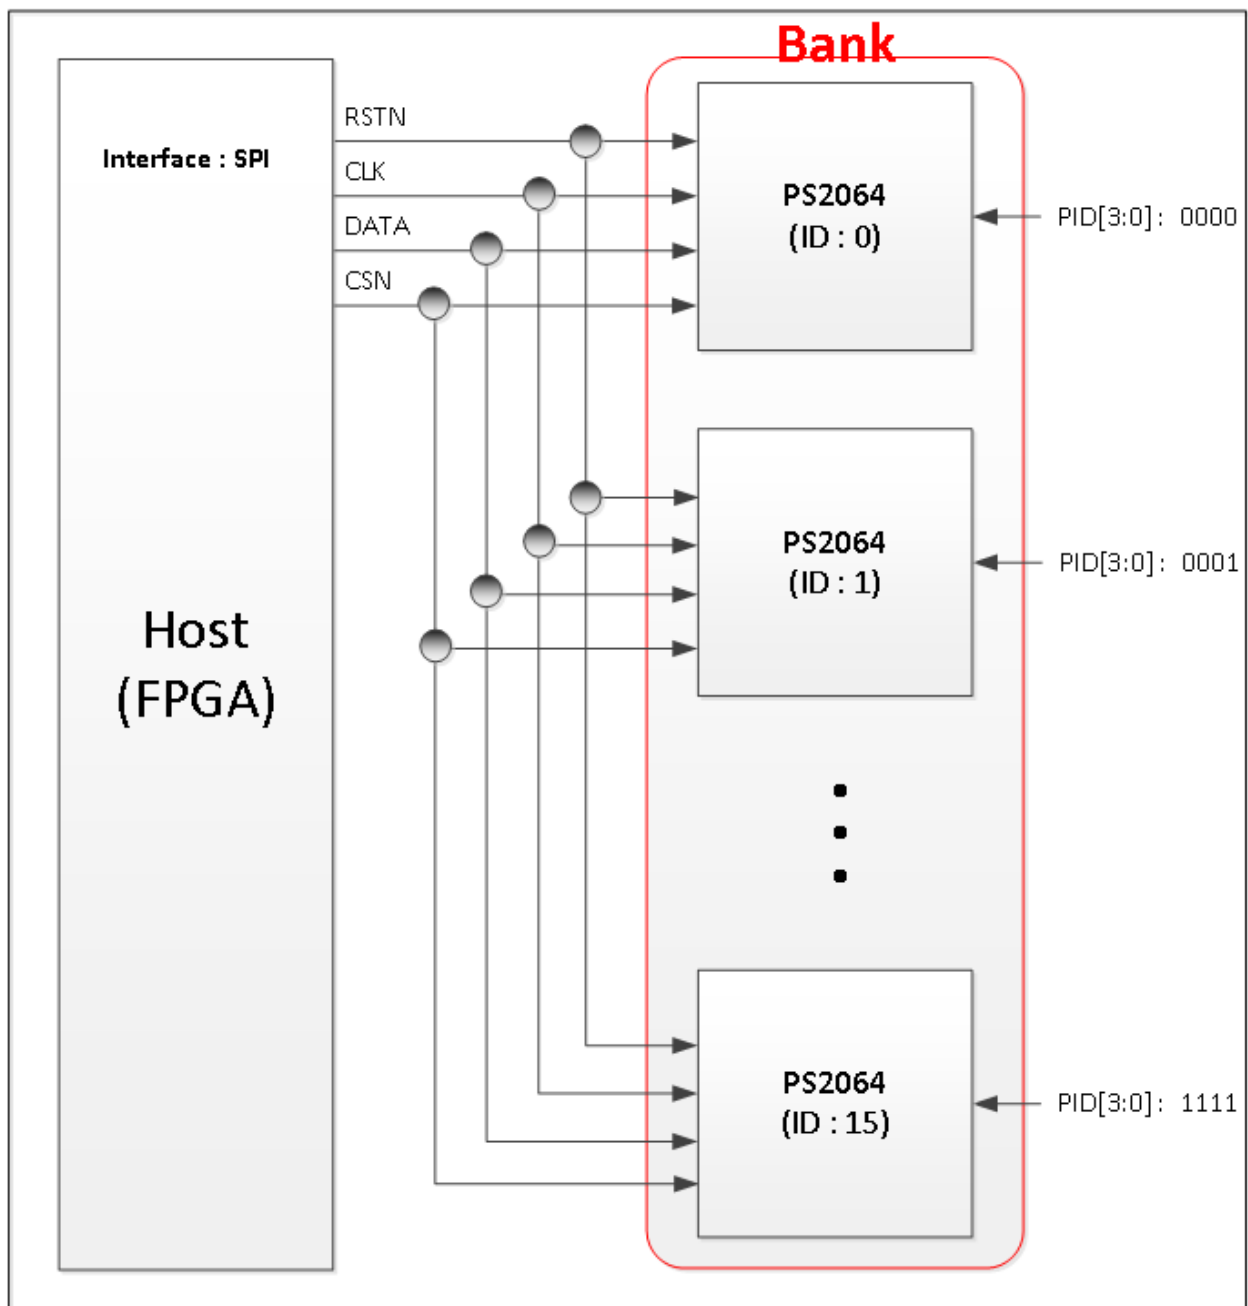 Bank
RSTN
Interface : SPI
CLK
DATA
CSN
PS2064
(ID : 0)
PID[3:0] : 0000
PS2064
(ID : 1)
PID[3:0] : 0001
Host
(FPGA)
PS2064
(ID : 15)
PID[3:0] : 1111